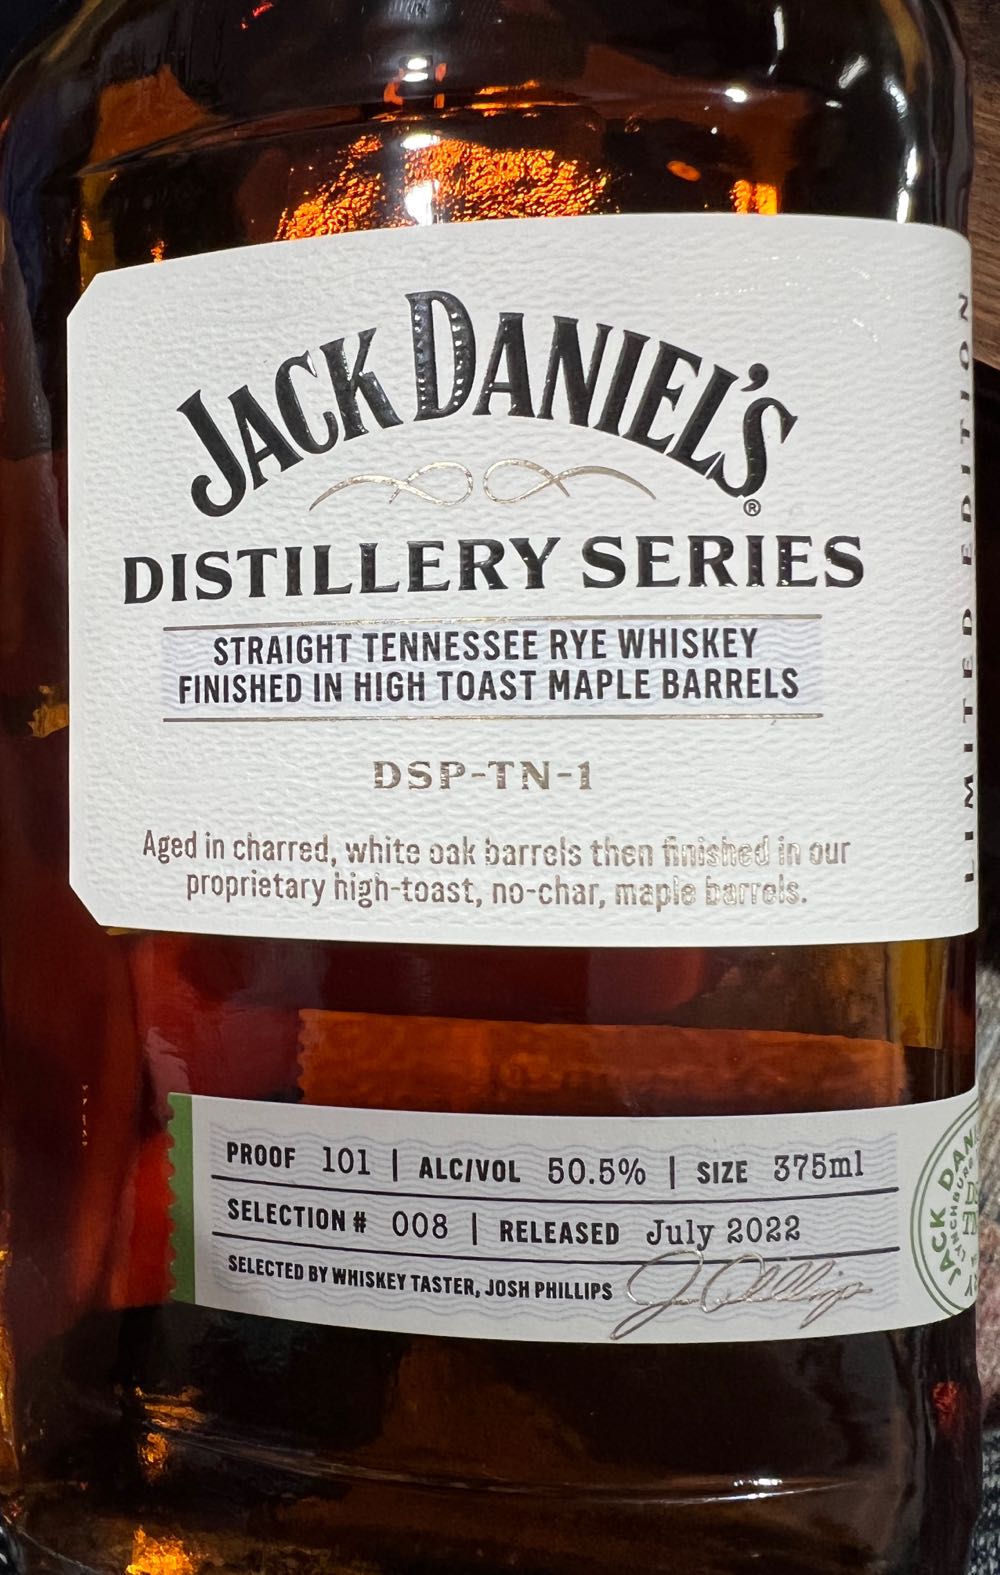 JACK DANIEL'S®
DISTILLERY SERIES
STRAIGHT TENNESSEE RYE WHISKEY
FINISHED IN HIGH TOAST MAPLE BARRELS
DSP-TN-1
Aged in charred, white oak barrels then finished in our
proprietary high-toast, no-char, maple barrels.
LIMITED EDITION
PROOF 101 | ALC/VOL 50.5% | SIZE 375ml
SELECTION # 008 | RELEASED July 2022
SELECTED BY WHISKEY TASTER, JOSH PHILLIPS
JACK DANI